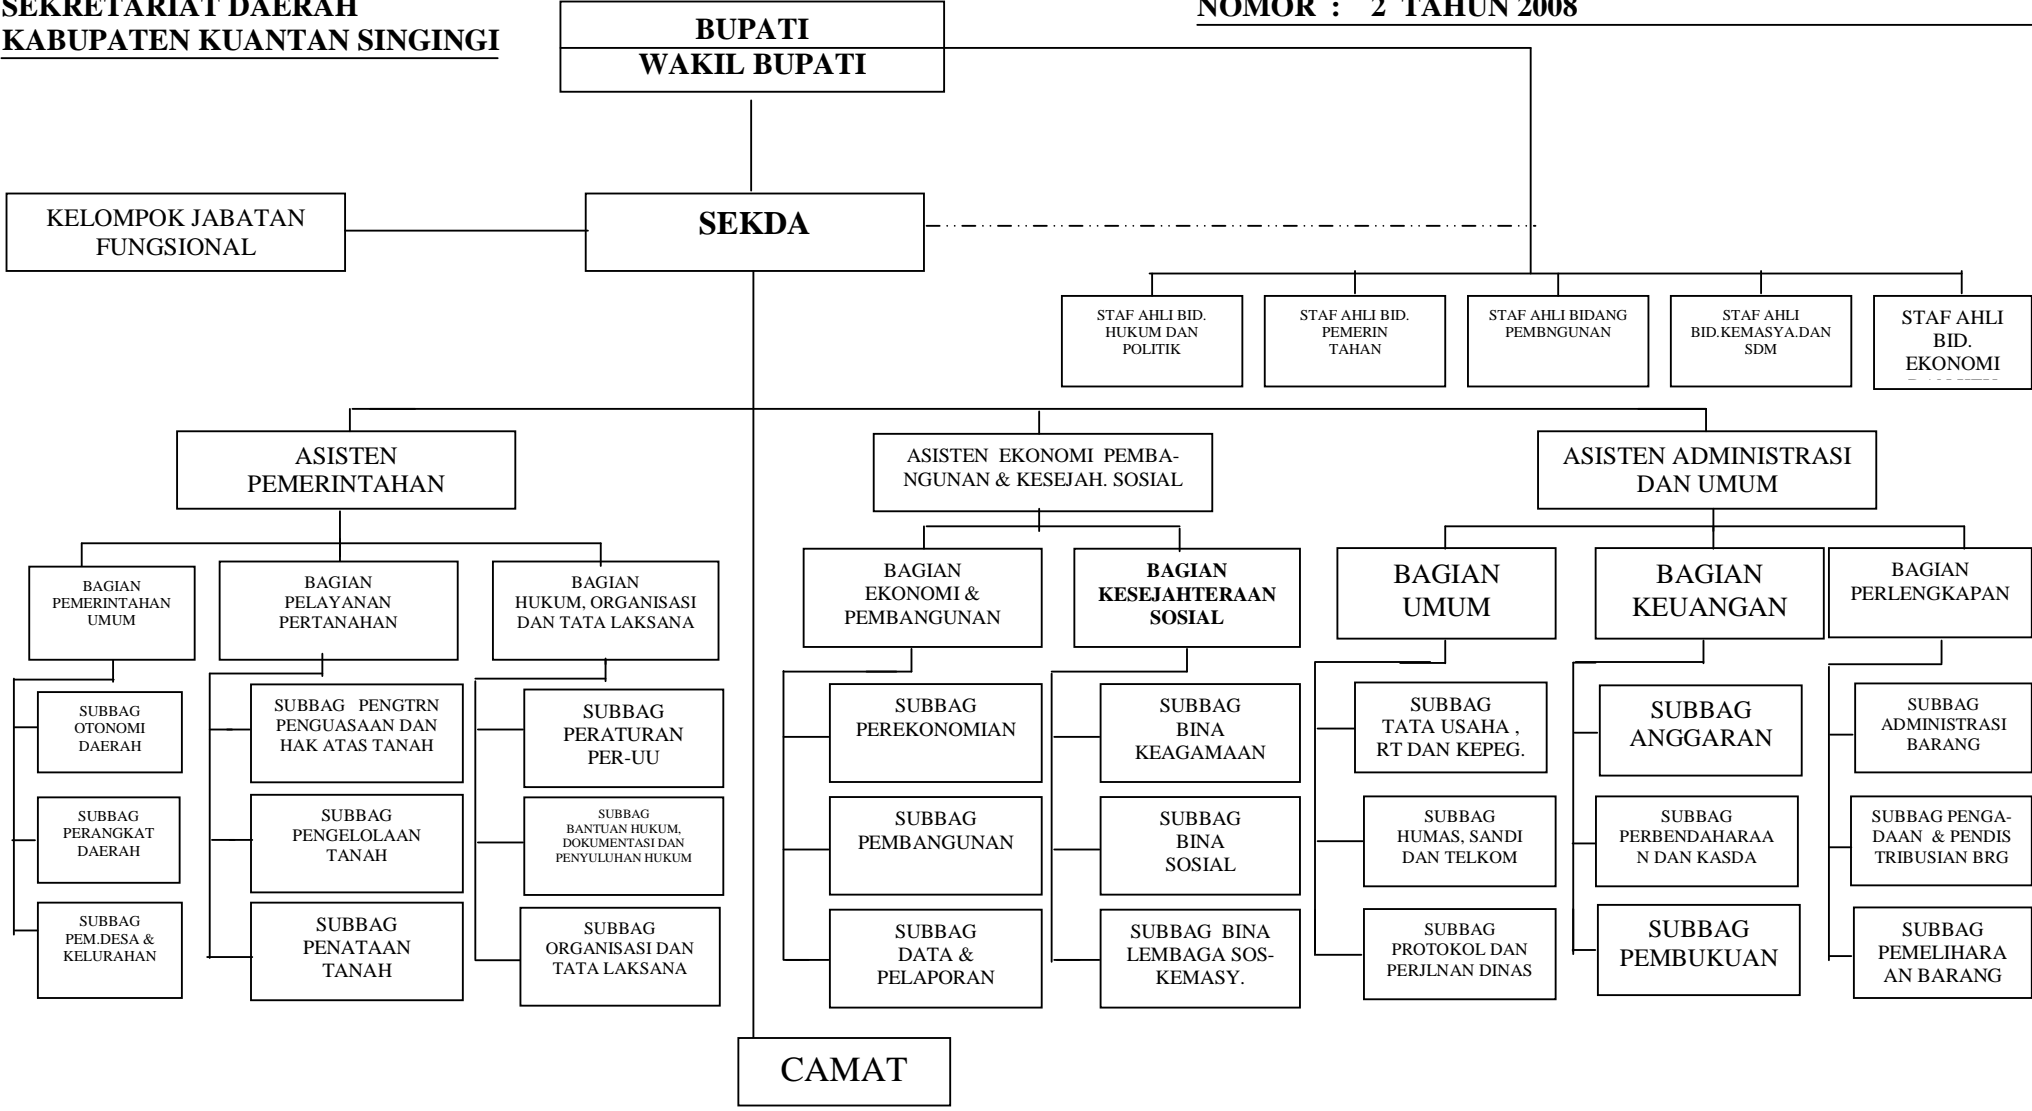 SEKRETARIAT DAERAH
KABUPATEN KUANTAN SINGINGI
NOMOR : 2 TAHUN 2008
BUPATI
WAKIL BUPATI
KELOMPOK JABATAN
FUNGSIONAL
SEKDA
STAF AHLI BID.
HUKUM DAN
POLITIK
STAF AHLI BID.
PEMERIN
TAHAN
STAF AHLI BIDANG
PEMBNGUNAN
STAF AHLI
BID.KEMASYA.DAN
SDM
STAF AHLI
BID.
EKONOMI
ASISTEN
PEMERINTAHAN
ASISTEN EKONOMI PEMBA-
NGUNAN & KESEJAH. SOSIAL
ASISTEN ADMINISTRASI
DAN UMUM
BAGIAN
PEMERINTAHAN
UMUM
BAGIAN
PELAYANAN
PERTANAHAN
BAGIAN
HUKUM, ORGANISASI
DAN TATA LAKSANA
BAGIAN
EKONOMI &
PEMBANGUNAN
BAGIAN
KESEJAHTERAAN
SOSIAL
BAGIAN
UMUM
BAGIAN
KEUANGAN
BAGIAN
PERLENGKAPAN
SUBBAG
OTONOMI
DAERAH
SUBBAG PENGTRN
PENGUASAAN DAN
HAK ATAS TANAH
SUBBAG
PERATURAN
PER-UU
SUBBAG
PEREKONOMIAN
SUBBAG
BINA
KEAGAMAAN
SUBBAG
TATA USAHA ,
RT DAN KEPEG.
SUBBAG
ANGGARAN
SUBBAG
ADMINISTRASI
BARANG
SUBBAG
PERANGKAT
DAERAH
SUBBAG
PENGELOLAAN
TANAH
SUBBAG
BANTUAN HUKUM,
DOKUMENTASI DAN
PENYULUHAN HUKUM
SUBBAG
PEMBANGUNAN
SUBBAG
BINA
SOSIAL
SUBBAG
HUMAS, SANDI
DAN TELKOM
SUBBAG
PERBENDAHARAA
N DAN KASDA
SUBBAG PENGA-
DAAN & PENDIS
TRIBUSIAN BRG
SUBBAG
PEM.DESA &
KELURAHAN
SUBBAG
PENATAAN
TANAH
SUBBAG
ORGANISASI DAN
TATA LAKSANA
SUBBAG
DATA &
PELAPORAN
SUBBAG BINA
LEMBAGA SOS-
KEMASY.
SUBBAG
PROTOKOL DAN
PERJLNAN DINAS
SUBBAG
PEMBUKUAN
SUBBAG
PEMELIHARA
AN BARANG
CAMAT